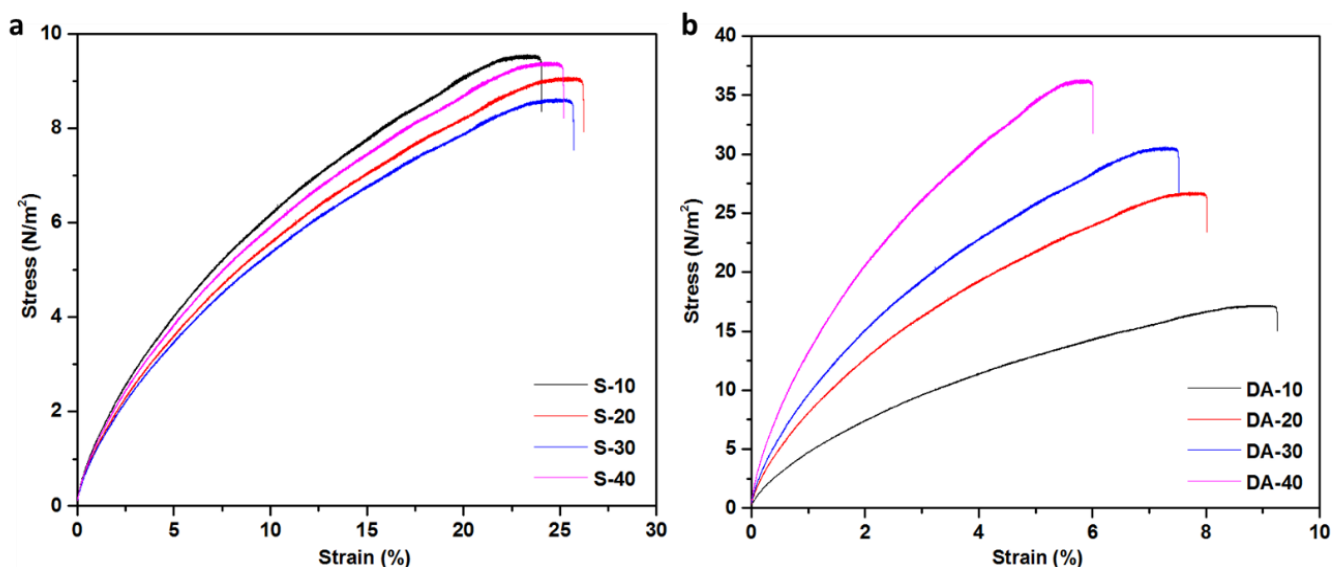 a
Stress (N/m²)
10
8
6
4
2
0
0 5 10 15 20 25 30
Strain (%)
S-10
S-20
S-30
S-40
b
Stress (N/m²)
40
35
30
25
20
15
10
5
0
0 2 4 6 8 10
Strain (%)
DA-10
DA-20
DA-30
DA-40